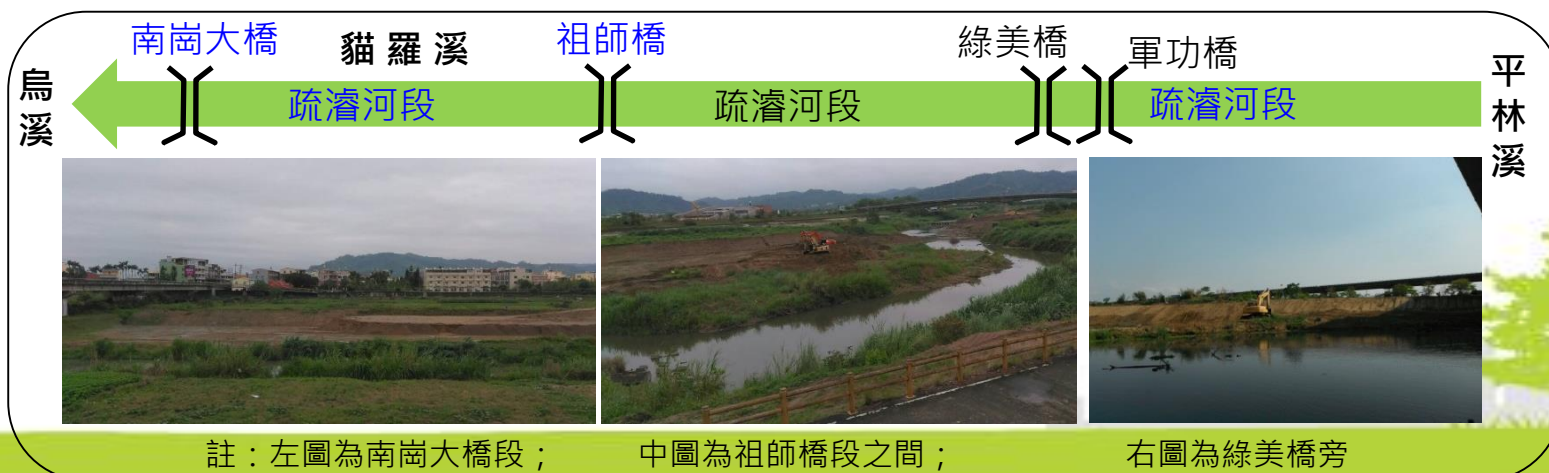 南崗大橋
貓羅溪
祖師橋
綠美橋
軍功橋
烏溪
疏濬河段
疏濬河段
疏濬河段
平林溪
註：左圖為南崗大橋段；
中圖為祖師橋段之間；
右圖為綠美橋旁